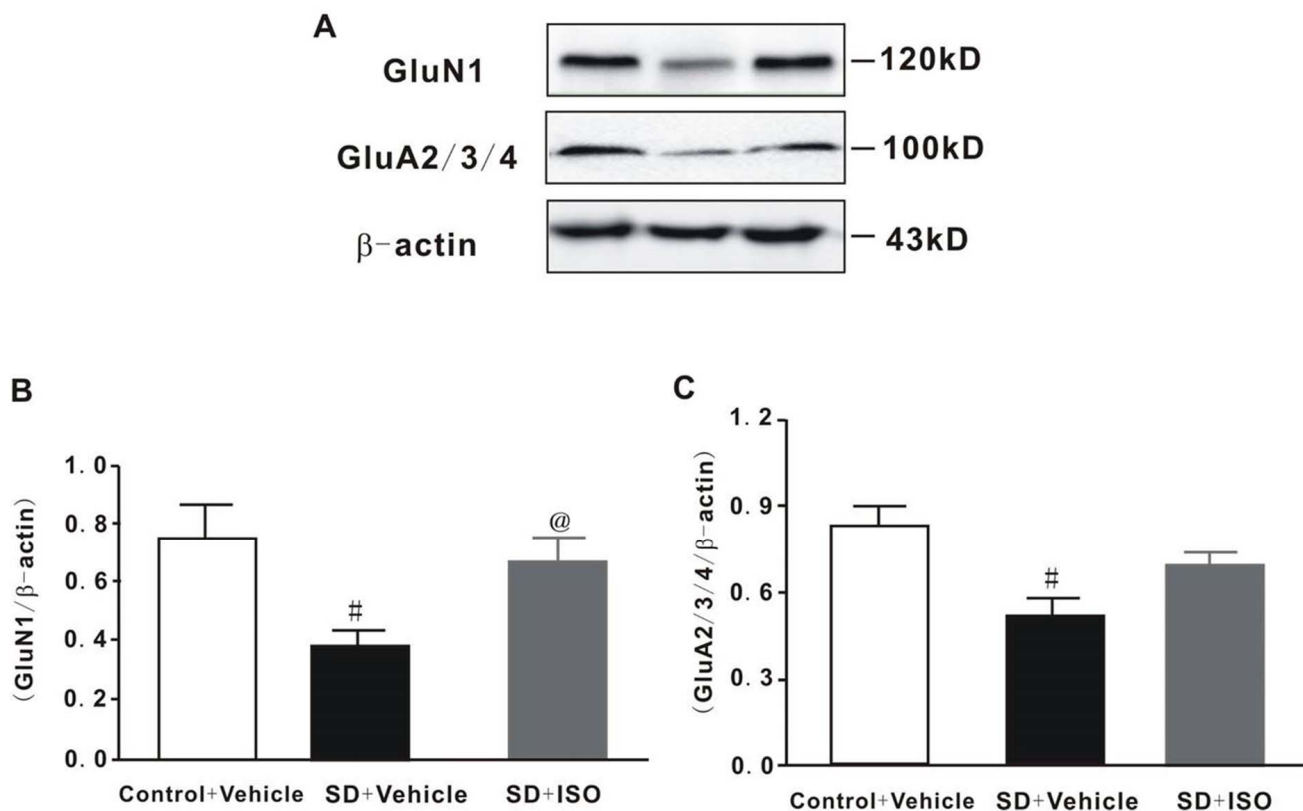 A
GluN1
—120kD
GluA2/3/4
—100kD
β-actin
— 43kD
B
(GluN1/β-actin)
1.0
0.8
0.6
0.4
0.2
0.0
#
@
Control+Vehicle SD+Vehicle SD+ISO
C
(GluA2/3/4/β-actin)
1.2
0.9
0.6
0.3
0.0
#
Control+Vehicle SD+Vehicle SD+ISO